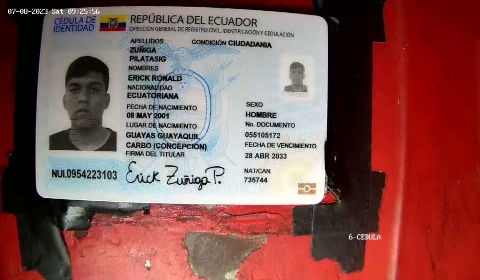 07-08-2023 Sat 09:25:56
CÉDULA DE
IDENTIDAD
REPÚBLICA DEL ECUADOR
DIRECCIÓN GENERAL DE REGISTRO CIVIL, IDENTIFICACIÓN Y CEDULACIÓN
APELLIDOS
CONDICIÓN CIUDADANÍA
ZUÑIGA
PILATASIG
NOMBRES
ERICK RONALD
NACIONALIDAD
ECUATORIANA
FECHA DE NACIMIENTO
08 MAY 2001
LUGAR DE NACIMIENTO
GUAYAS GUAYAQUIL
CARBO (CONCEPCIÓN)
FIRMA DEL TITULAR
SEXO
HOMBRE
No. DOCUMENTO
055105172
FECHA DE VENCIMIENTO
28 ABR 2033
NAT/CAN
735744
NUI.0954223103
Erick Zuñiga P.
6-CEDULA